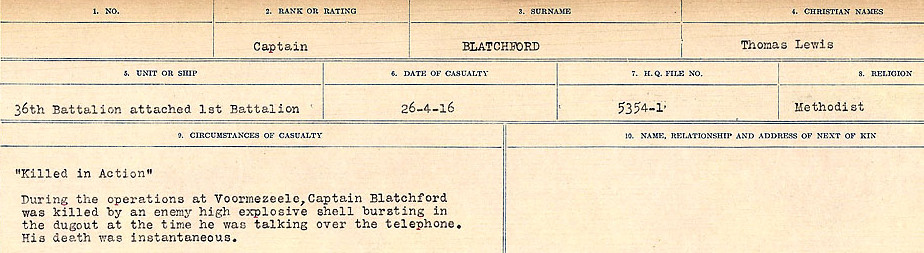 1. NO. 2. RANK OR RATING 3. SURNAME 4. CHRISTIAN NAMES
Captain BLATCHFORD Thomas Lewis
5. UNIT OR SHIP 6. DATE OF CASUALTY 7. H.Q. FILE NO. 8. RELIGION
36th Battalion attached 1st Battalion 26-4-16 5354-1 Methodist
9. CIRCUMSTANCES OF CASUALTY 10. NAME, RELATIONSHIP AND ADDRESS OF NEXT OF KIN
"Killed in Action"
During the operations at Voormezeele,Captain Blatchford
was killed by an enemy high explosive shell bursting in
the dugout at the time he was talking over the telephone.
His death was instantaneous.